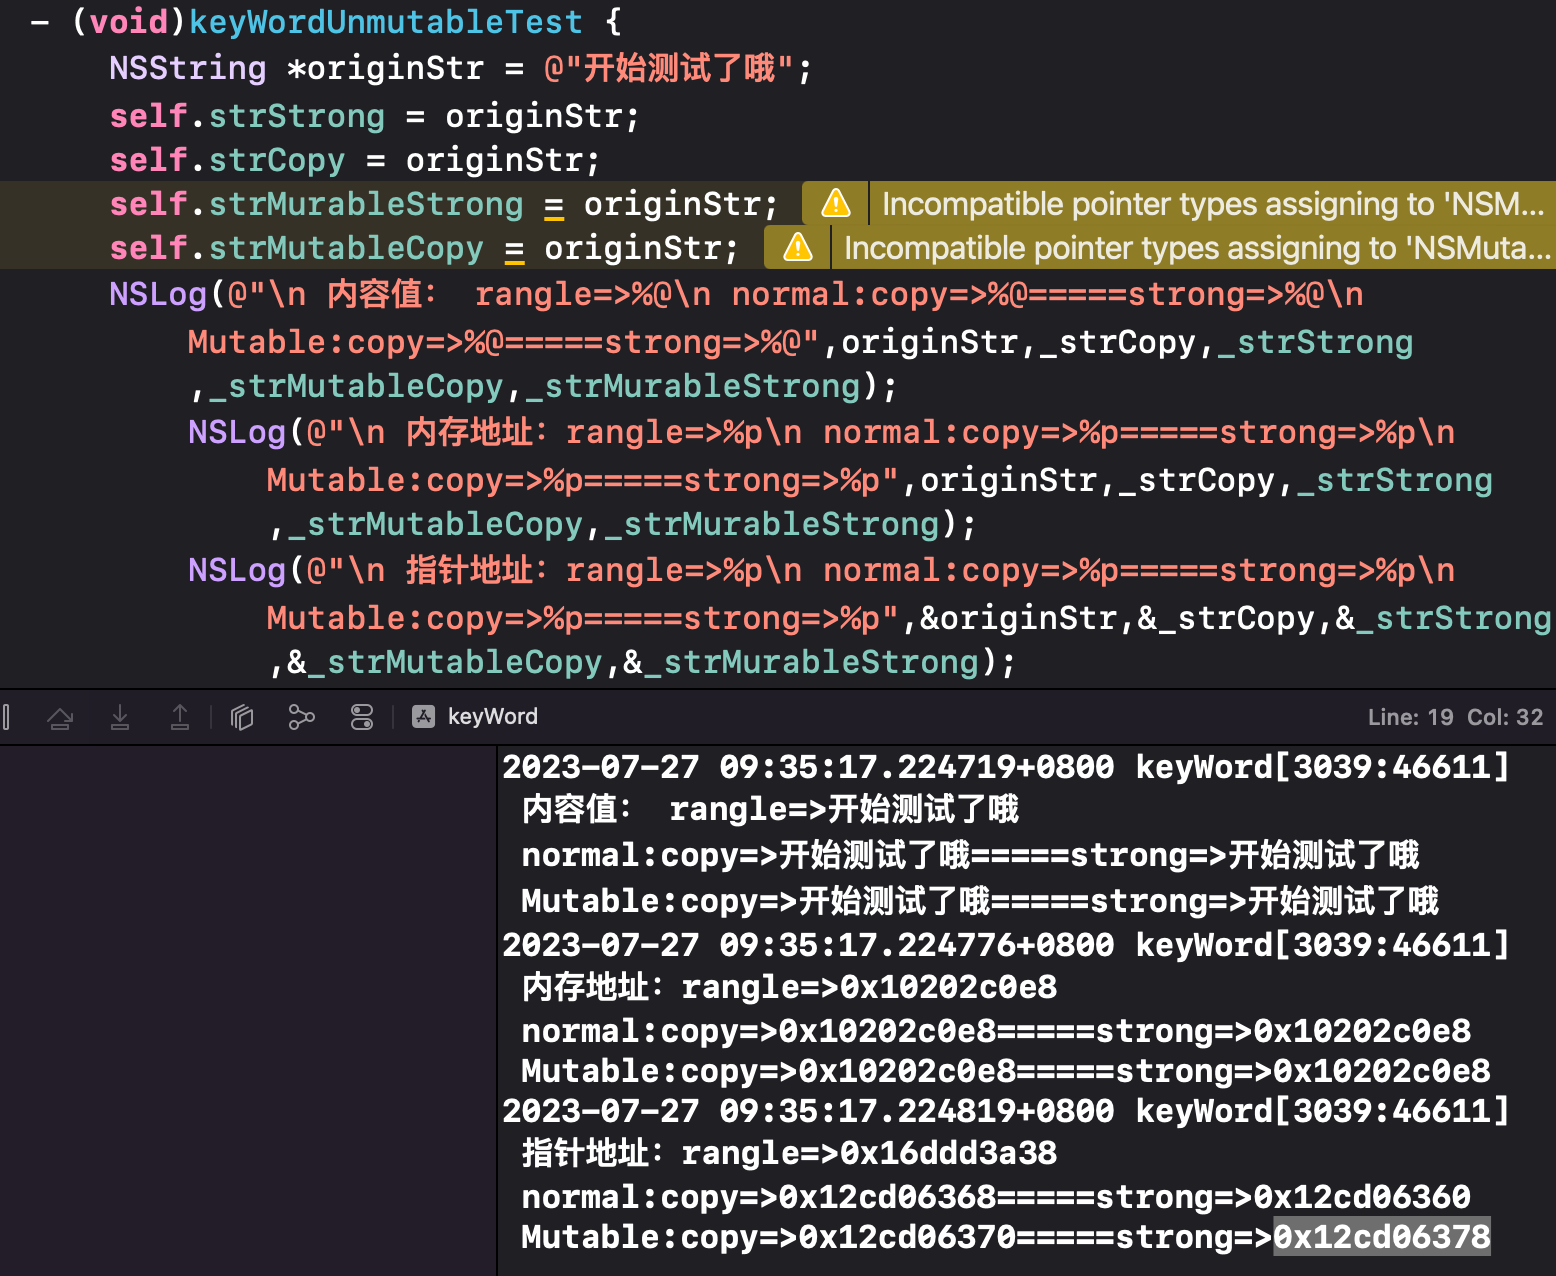 - (void)keyWordUnmutableTest {
NSString *originStr = @"开始测试了哦";
self.strStrong = originStr;
self.strCopy = originStr;
self.strMurableStrong = originStr; Incompatible pointer types assigning to 'NSM...
self.strMutableCopy = originStr; Incompatible pointer types assigning to 'NSMuta...
NSLog(@"\n 内容值： rangle=>%@\n normal:copy=>%@=====strong=>%@\n
Mutable:copy=>%@=====strong=>%@",originStr,_strCopy,_strStrong
,_strMutableCopy,_strMurableStrong);
NSLog(@"\n 内存地址：rangle=>%p\n normal:copy=>%p=====strong=>%p\n
Mutable:copy=>%p=====strong=>%p",originStr,_strCopy,_strStrong
,_strMutableCopy,_strMurableStrong);
NSLog(@"\n 指针地址：rangle=>%p\n normal:copy=>%p=====strong=>%p\n
Mutable:copy=>%p=====strong=>%p",&originStr,&_strCopy,&_strStrong
,&_strMutableCopy,&_strMurableStrong);
keyWord Line: 19 Col: 32
2023-07-27 09:35:17.224719+0800 keyWord[3039:46611]
内容值： rangle=>开始测试了哦
normal:copy=>开始测试了哦=====strong=>开始测试了哦
Mutable:copy=>开始测试了哦=====strong=>开始测试了哦
2023-07-27 09:35:17.224776+0800 keyWord[3039:46611]
内存地址：rangle=>0x10202c0e8
normal:copy=>0x10202c0e8=====strong=>0x10202c0e8
Mutable:copy=>0x10202c0e8=====strong=>0x10202c0e8
2023-07-27 09:35:17.224819+0800 keyWord[3039:46611]
指针地址：rangle=>0x16ddd3a38
normal:copy=>0x12cd06368=====strong=>0x12cd06360
Mutable:copy=>0x12cd06370=====strong=>0x12cd06378